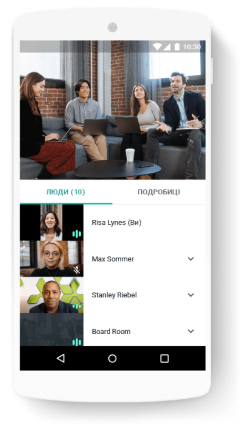 10:30
ЛЮДИ (10) ПОДРОБИЦІ
Risa Lynes (Ви)
Max Sommer
Stanley Riebel
Board Room